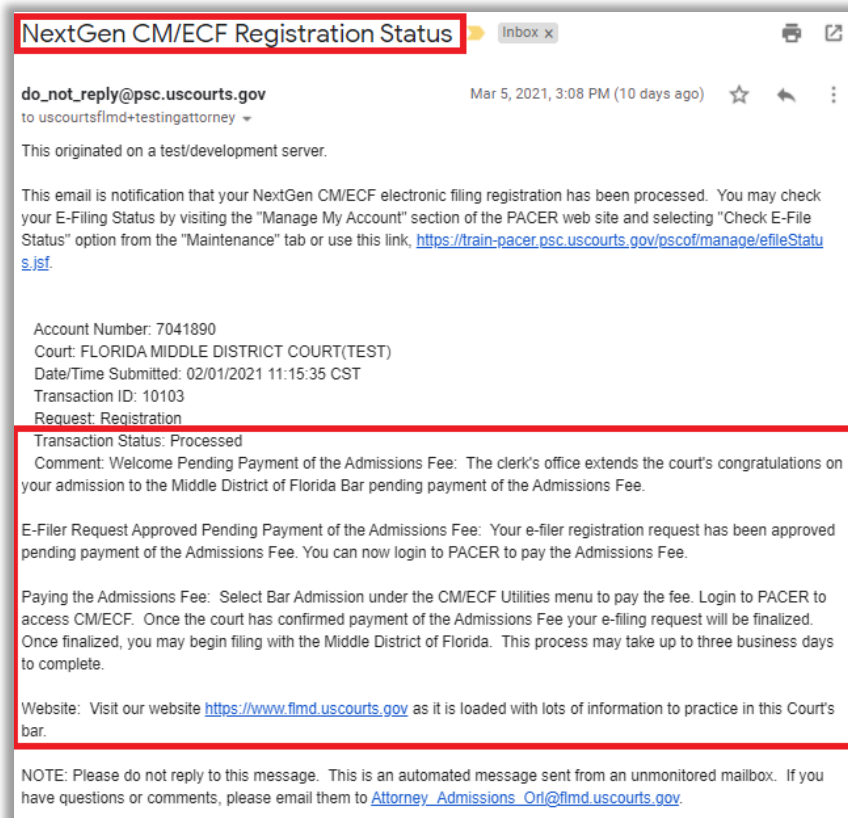 NextGen CM/ECF Registration Status Inbox x
do_not_reply@psc.uscourts.gov Mar 5, 2021, 3:08 PM (10 days ago)
to uscourtsflmd+testingattorney
This originated on a test/development server.
This email is notification that your NextGen CM/ECF electronic filing registration has been processed. You may check
your E-Filing Status by visiting the "Manage My Account" section of the PACER web site and selecting "Check E-File
Status" option from the "Maintenance" tab or use this link, https://train-pacer.psc.uscourts.gov/pscof/manage/efileStatu
s.jsf.
Account Number: 7041890
Court: FLORIDA MIDDLE DISTRICT COURT(TEST)
Date/Time Submitted: 02/01/2021 11:15:35 CST
Transaction ID: 10103
Request: Registration
Transaction Status: Processed
Comment: Welcome Pending Payment of the Admissions Fee: The clerk's office extends the court's congratulations on
your admission to the Middle District of Florida Bar pending payment of the Admissions Fee.
E-Filer Request Approved Pending Payment of the Admissions Fee: Your e-filer registration request has been approved
pending payment of the Admissions Fee. You can now login to PACER to pay the Admissions Fee.
Paying the Admissions Fee: Select Bar Admission under the CM/ECF Utilities menu to pay the fee. Login to PACER to
access CM/ECF. Once the court has confirmed payment of the Admissions Fee your e-filing request will be finalized.
Once finalized, you may begin filing with the Middle District of Florida. This process may take up to three business days
to complete.
Website: Visit our website https://www.flmd.uscourts.gov as it is loaded with lots of information to practice in this Court's
bar.
NOTE: Please do not reply to this message. This is an automated message sent from an unmonitored mailbox. If you
have questions or comments, please email them to Attorney_Admissions_Orl@flmd.uscourts.gov.